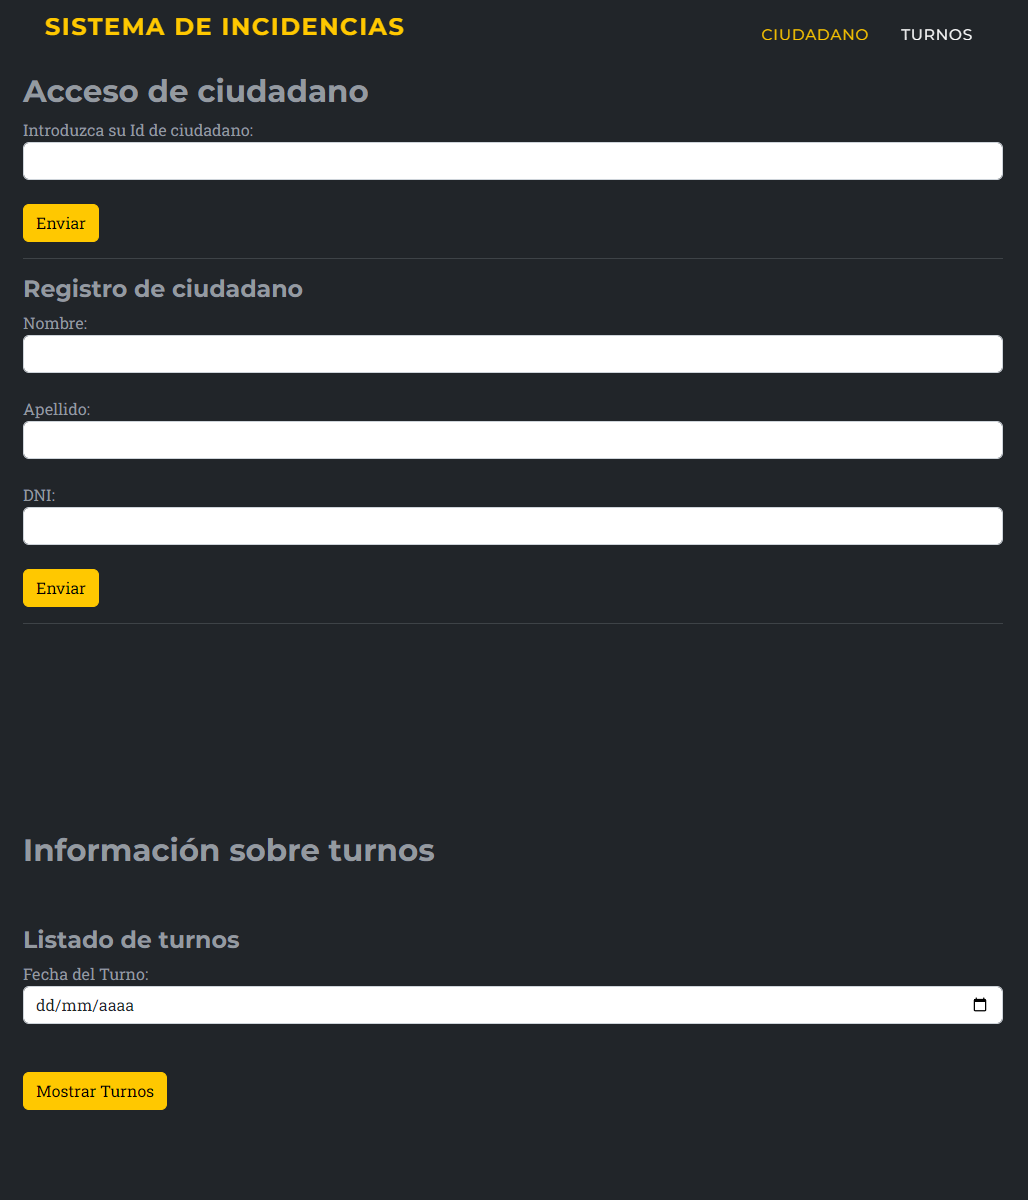 SISTEMA DE INCIDENCIAS
CIUDADANO TURNOS
Acceso de ciudadano
Introduzca su Id de ciudadano:
Enviar
Registro de ciudadano
Nombre:
Apellido:
DNI:
Enviar
Información sobre turnos
Listado de turnos
Fecha del Turno:
dd/mm/aaaa
Mostrar Turnos